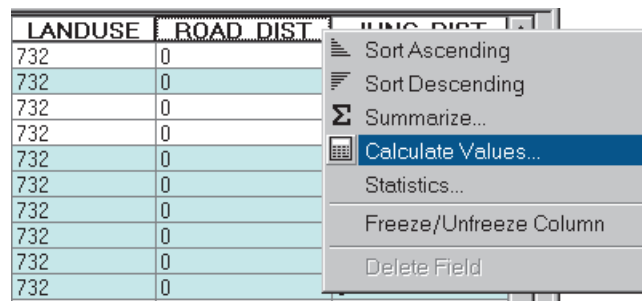 LANDUSE ROAD_DIST JUNC_DIST
732 0 Sort Ascending
732 0 Sort Descending
732 0 Summarize...
732 0
732 0 Calculate Values...
732 0 Statistics...
732 0
732 0 Freeze/Unfreeze Column
732 0 Delete Field
732 0